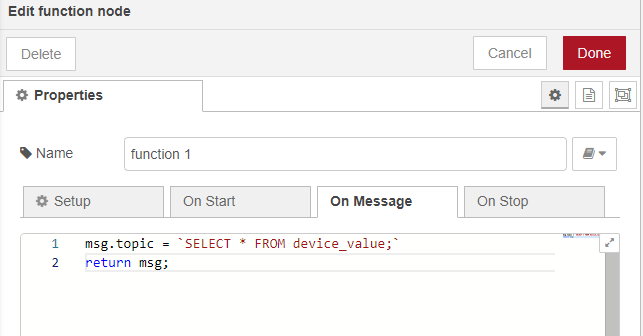 Edit function node
Delete
Cancel
Done
Properties
Name
function 1
Setup
On Start
On Message
On Stop
1 msg.topic = `SELECT * FROM device_value;`
2 return msg;